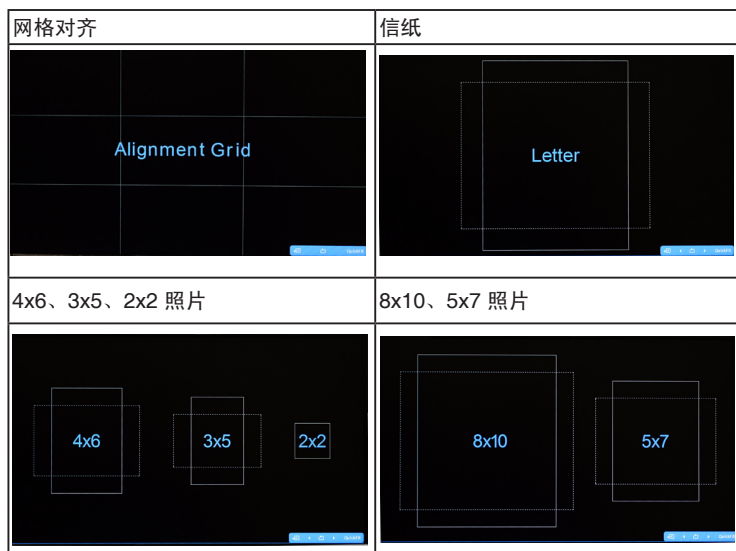 网格对齐
信纸
Alignment Grid
Letter
4x6、3x5、2x2 照片
8x10、5x7 照片
4x6
3x5
2x2
8x10
5x7